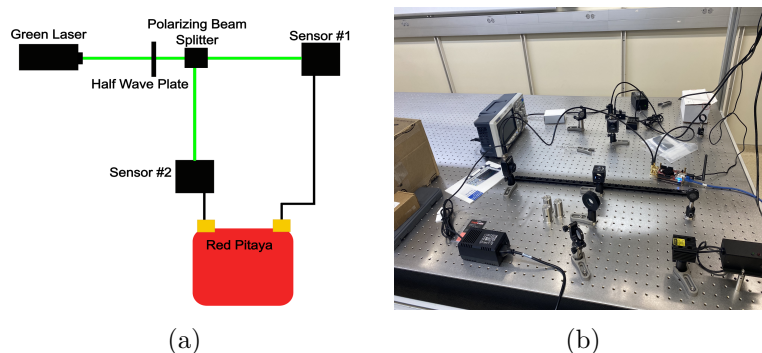 Green Laser
Polarizing Beam
Splitter
Sensor #1
Half Wave Plate
Sensor #2
Red Pitaya
(a)
(b)